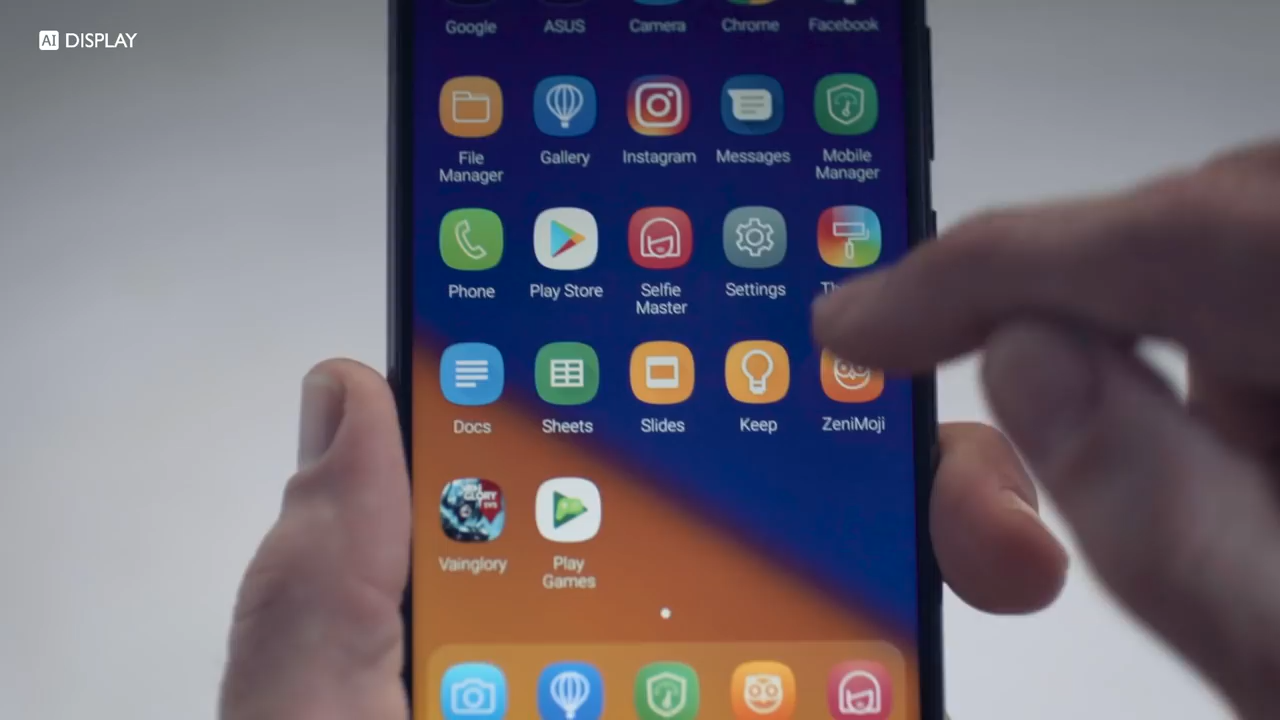 AI DISPLAY
Google ASUS Camera Chrome Facebook
File Manager
Gallery
Instagram
Messages
Mobile Manager
Phone
Play Store
Selfie Master
Settings
Docs
Sheets
Slides
Keep
ZeniMoji
Vainglory
Play Games